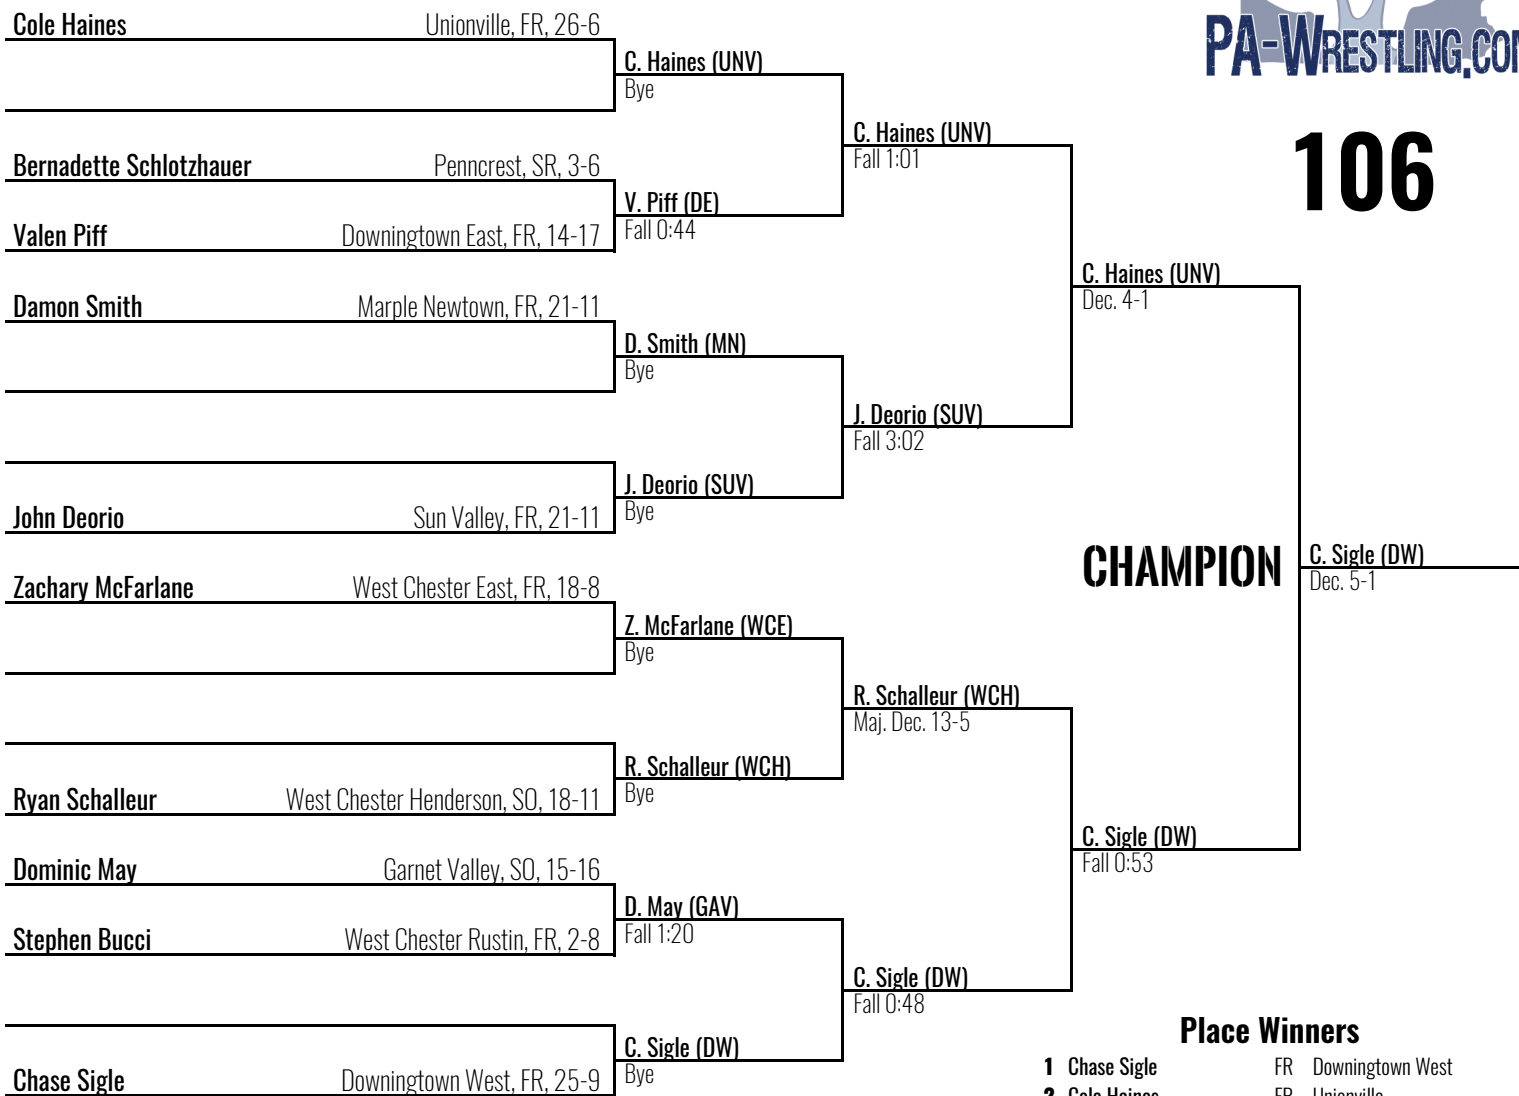 Cole Haines Unionville, FR, 26-6
C. Haines (UNV)
Bye
PA-WRESTLING.CO
C. Haines (UNV)
Fall 1:01
106
Bernadette Schlotzhauer Penncrest, SR, 3-6
V. Piff (DE)
Fall 0:44
Valen Piff Downingtown East, FR, 14-17
C. Haines (UNV)
Dec. 4-1
Damon Smith Marple Newtown, FR, 21-11
D. Smith (MN)
Bye
J. Deorio (SUV)
Fall 3:02
J. Deorio (SUV)
Bye
John Deorio Sun Valley, FR, 21-11
CHAMPION
C. Sigle (DW)
Dec. 5-1
Zachary McFarlane West Chester East, FR, 18-8
Z. McFarlane (WCE)
Bye
R. Schalleur (WCH)
Maj. Dec. 13-5
R. Schalleur (WCH)
Bye
Ryan Schalleur West Chester Henderson, SO, 18-11
C. Sigle (DW)
Fall 0:53
Dominic May Garnet Valley, SO, 15-16
D. May (GAV)
Fall 1:20
Stephen Bucci West Chester Rustin, FR, 2-8
C. Sigle (DW)
Fall 0:48
C. Sigle (DW)
Bye
Chase Sigle Downingtown West, FR, 25-9
Place Winners
1 Chase Sigle FR Downingtown West
2 Cole Haines FR Unionville